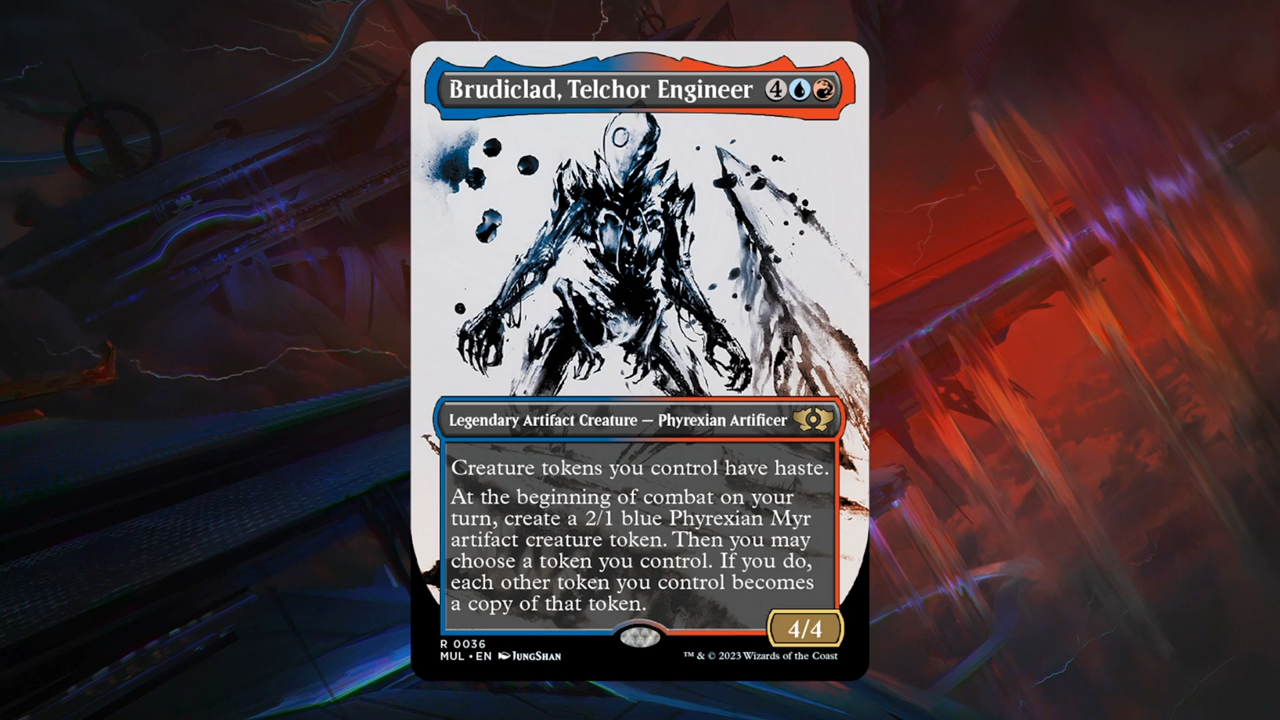 Brudiclad, Telchor Engineer 4
Legendary Artifact Creature — Phyrexian Artificer
Creature tokens you control have haste.
At the beginning of combat on your
turn, create a 2/1 blue Phyrexian Myr
artifact creature token. Then you may
choose a token you control. If you do,
each other token you control becomes
a copy of that token.
4/4
R 0036
MUL • EN JungShan
™ & © 2023 Wizards of the Coast